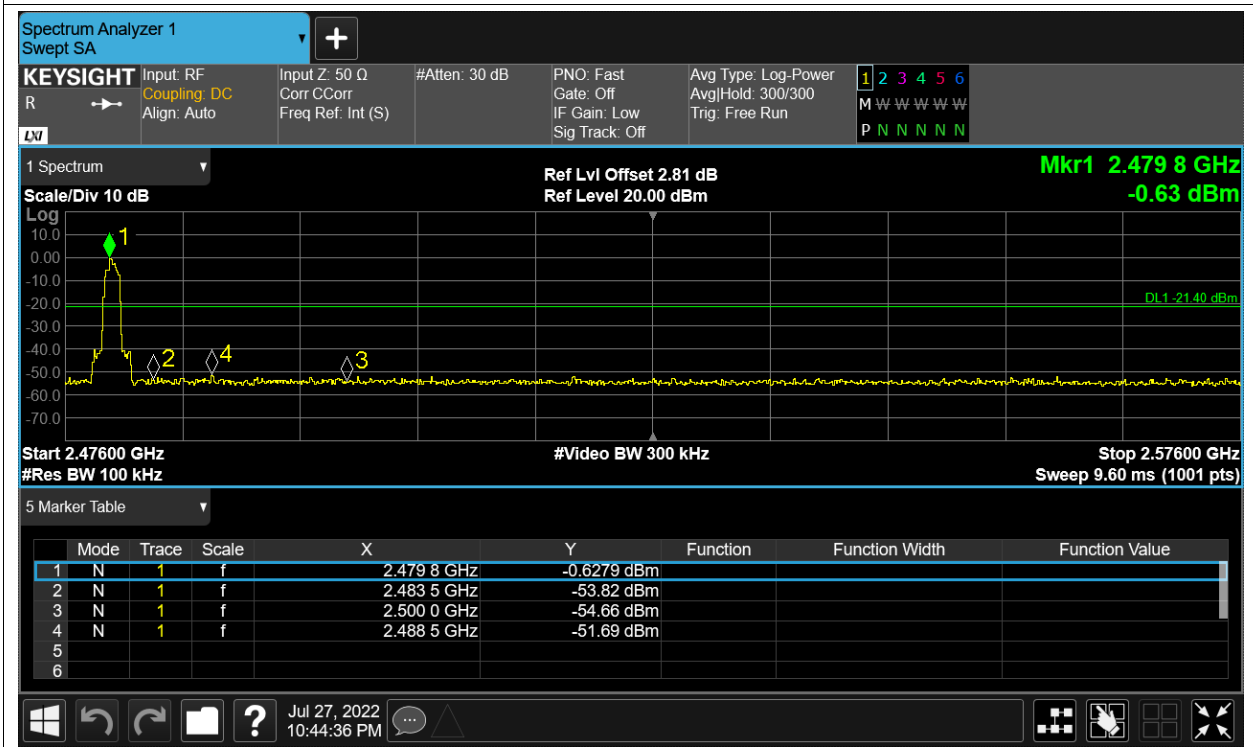 Spectrum Analyzer 1
Swept SA
KEYSIGHT Input: RF Input Z: 50 Ω #Atten: 30 dB PNO: Fast Avg Type: Log-Power 1 2 3 4 5 6
R Coupling: DC Corr CCorr Gate: Off Avg|Hold: 300/300 M W W W W W
Align: Auto Freq Ref: Int (S) IF Gain: Low Trig: Free Run
LXI Sig Track: Off P N N N N N
1 Spectrum Ref Lvl Offset 2.81 dB Mkr1 2.479 8 GHz
Scale/Div 10 dB Ref Level 20.00 dBm -0.63 dBm
Log
10.0 1
0.00
-10.0
-20.0 DL1 -21.40 dBm
-30.0
-40.0 2 4 3
-50.0
-60.0
-70.0
Start 2.47600 GHz #Video BW 300 kHz Stop 2.57600 GHz
#Res BW 100 kHz Sweep 9.60 ms (1001 pts)
5 Marker Table
Mode Trace Scale X Y Function Function Width Function Value
1 N 1 f 2.479 8 GHz -0.6279 dBm
2 N 1 f 2.483 5 GHz -53.82 dBm
3 N 1 f 2.500 0 GHz -54.66 dBm
4 N 1 f 2.488 5 GHz -51.69 dBm
5
6
? Jul 27, 2022
10:44:36 PM